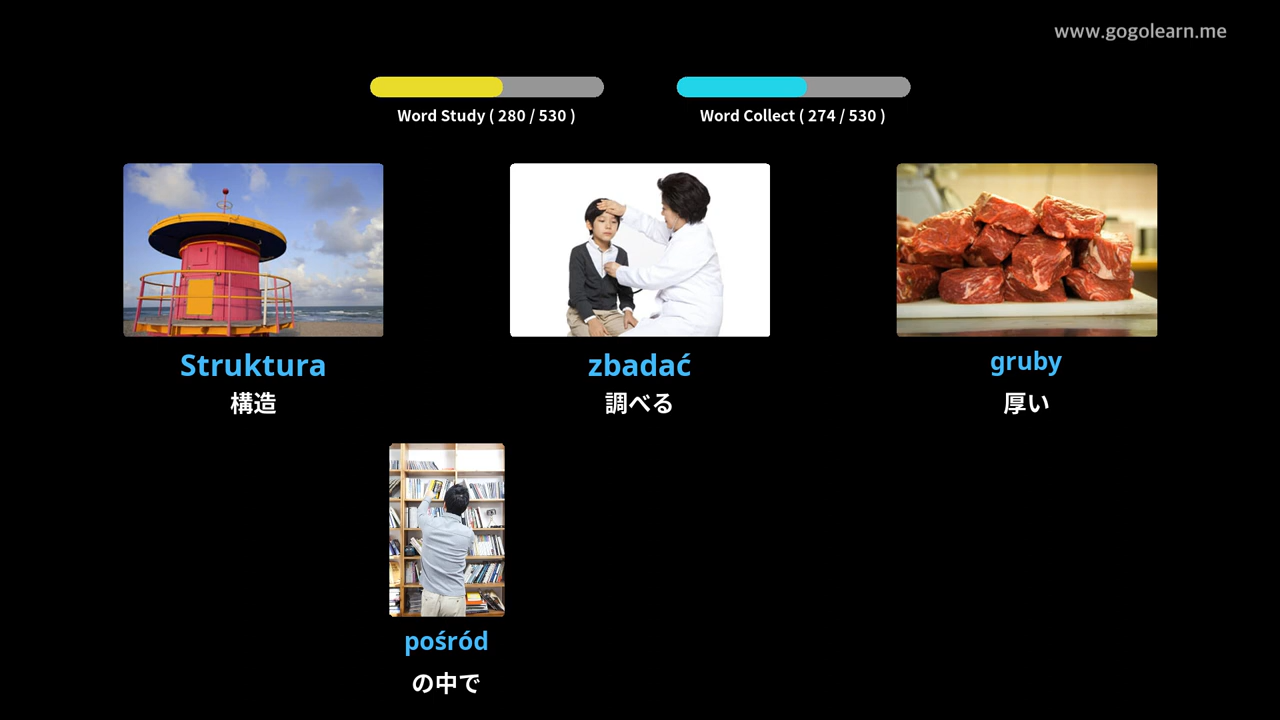 www.gogolearn.me
Word Study ( 280 / 530 )
Word Collect ( 274 / 530 )
Struktura
構造
zbadać
調べる
gruby
厚い
pośród
の中で